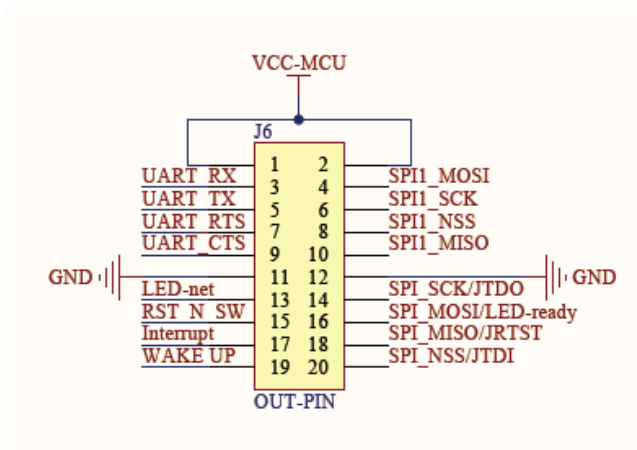 VCC-MCU
J6
1 2
UART_RX 3 4 SPI1_MOSI
UART_TX 5 6 SPI1_SCK
UART_RTS 7 8 SPI1_NSS
UART_CTS 9 10 SPI1_MISO
GND 11 12 GND
LED-net 13 14 SPI_SCK/JTDO
RST_N_SW 15 16 SPI_MOSI/LED-ready
Interrupt 17 18 SPI_MISO/JRTST
WAKE UP 19 20 SPI_NSS/JTDI
OUT-PIN